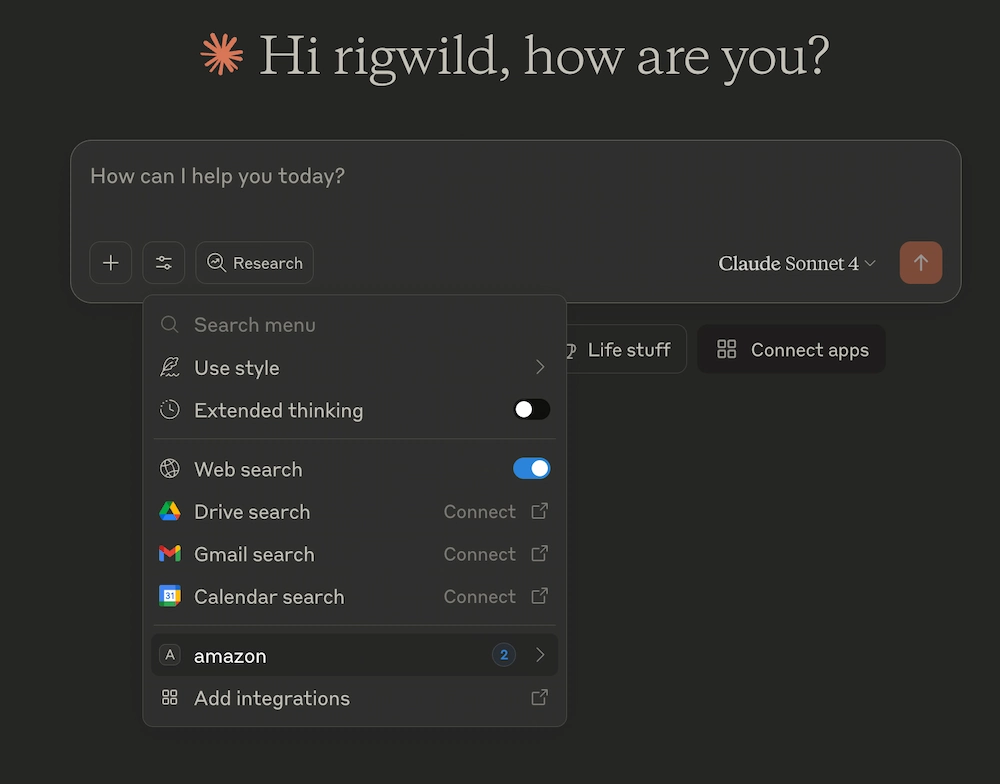 Hi rigwild, how are you?
How can I help you today?
Research
Claude Sonnet 4
Search menu
Use style
Life stuff
Connect apps
Extended thinking
Web search
Drive search Connect
Gmail search Connect
31 Calendar search Connect
A amazon 2
Add integrations